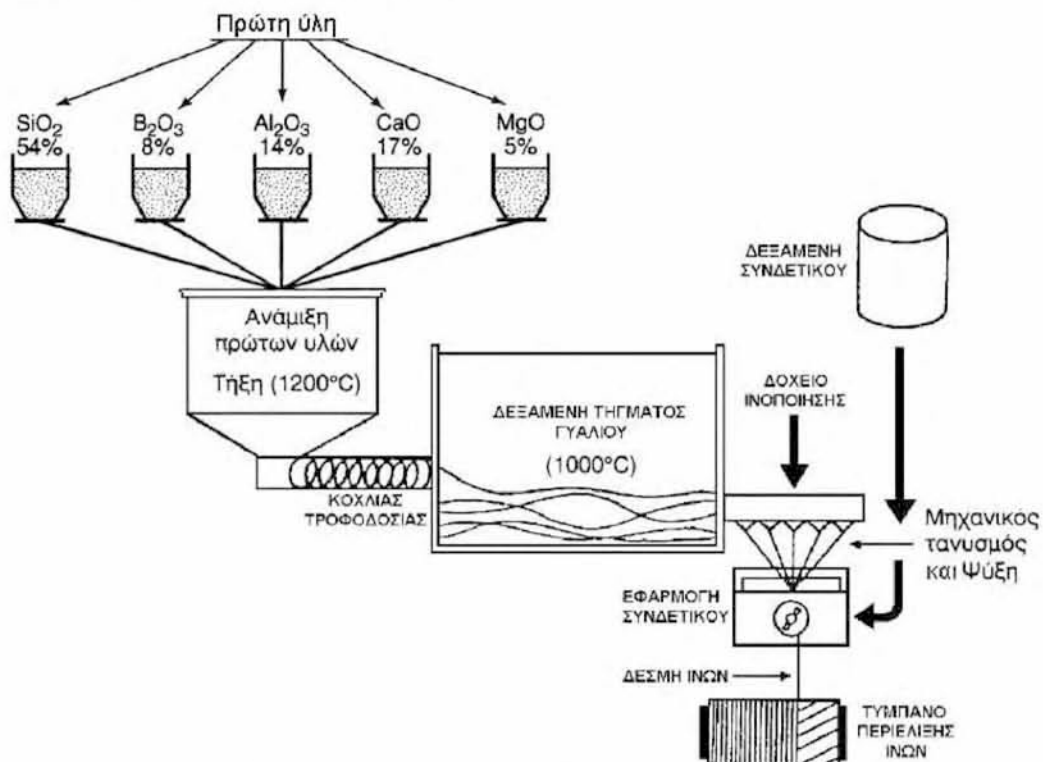 Πρώτη ύλη
SiO2
54%
B2O3
8%
Al2O3
14%
CaO
17%
MgO
5%
ΔΕΞΑΜΕΝΗ
ΣΥΝΔΕΤΙΚΟΥ
Ανάμιξη
πρώτων υλών
Τήξη (1200°C)
ΔΕΞΑΜΕΝΗ ΤΗΓΜΑΤΟΣ
ΓΥΑΛΙΟΥ
(1000°C)
ΔΟΧΕΙΟ
ΙΝΟΠΟΙΗΣΗΣ
ΚΟΧΛΙΑΣ
ΤΡΟΦΟΔΟΣΙΑΣ
Μηχανικός
τανυσμός
και Ψύξη
ΕΦΑΡΜΟΓΗ
ΣΥΝΔΕΤΙΚΟΥ
ΔΕΣΜΗ ΙΝΩΝ
ΤΥΜΠΑΝΟ
ΠΕΡΙΕΛΙΞΗΣ
ΙΝΩΝ